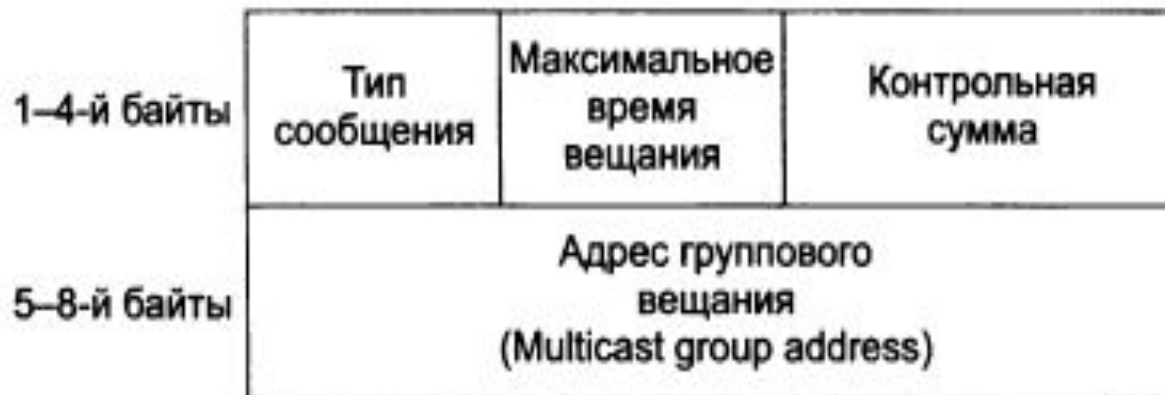 1–4-й байты
Тип
сообщения
Максимальное
время
вещания
Контрольная
сумма
5–8-й байты
Адрес группового
вещания
(Multicast group address)